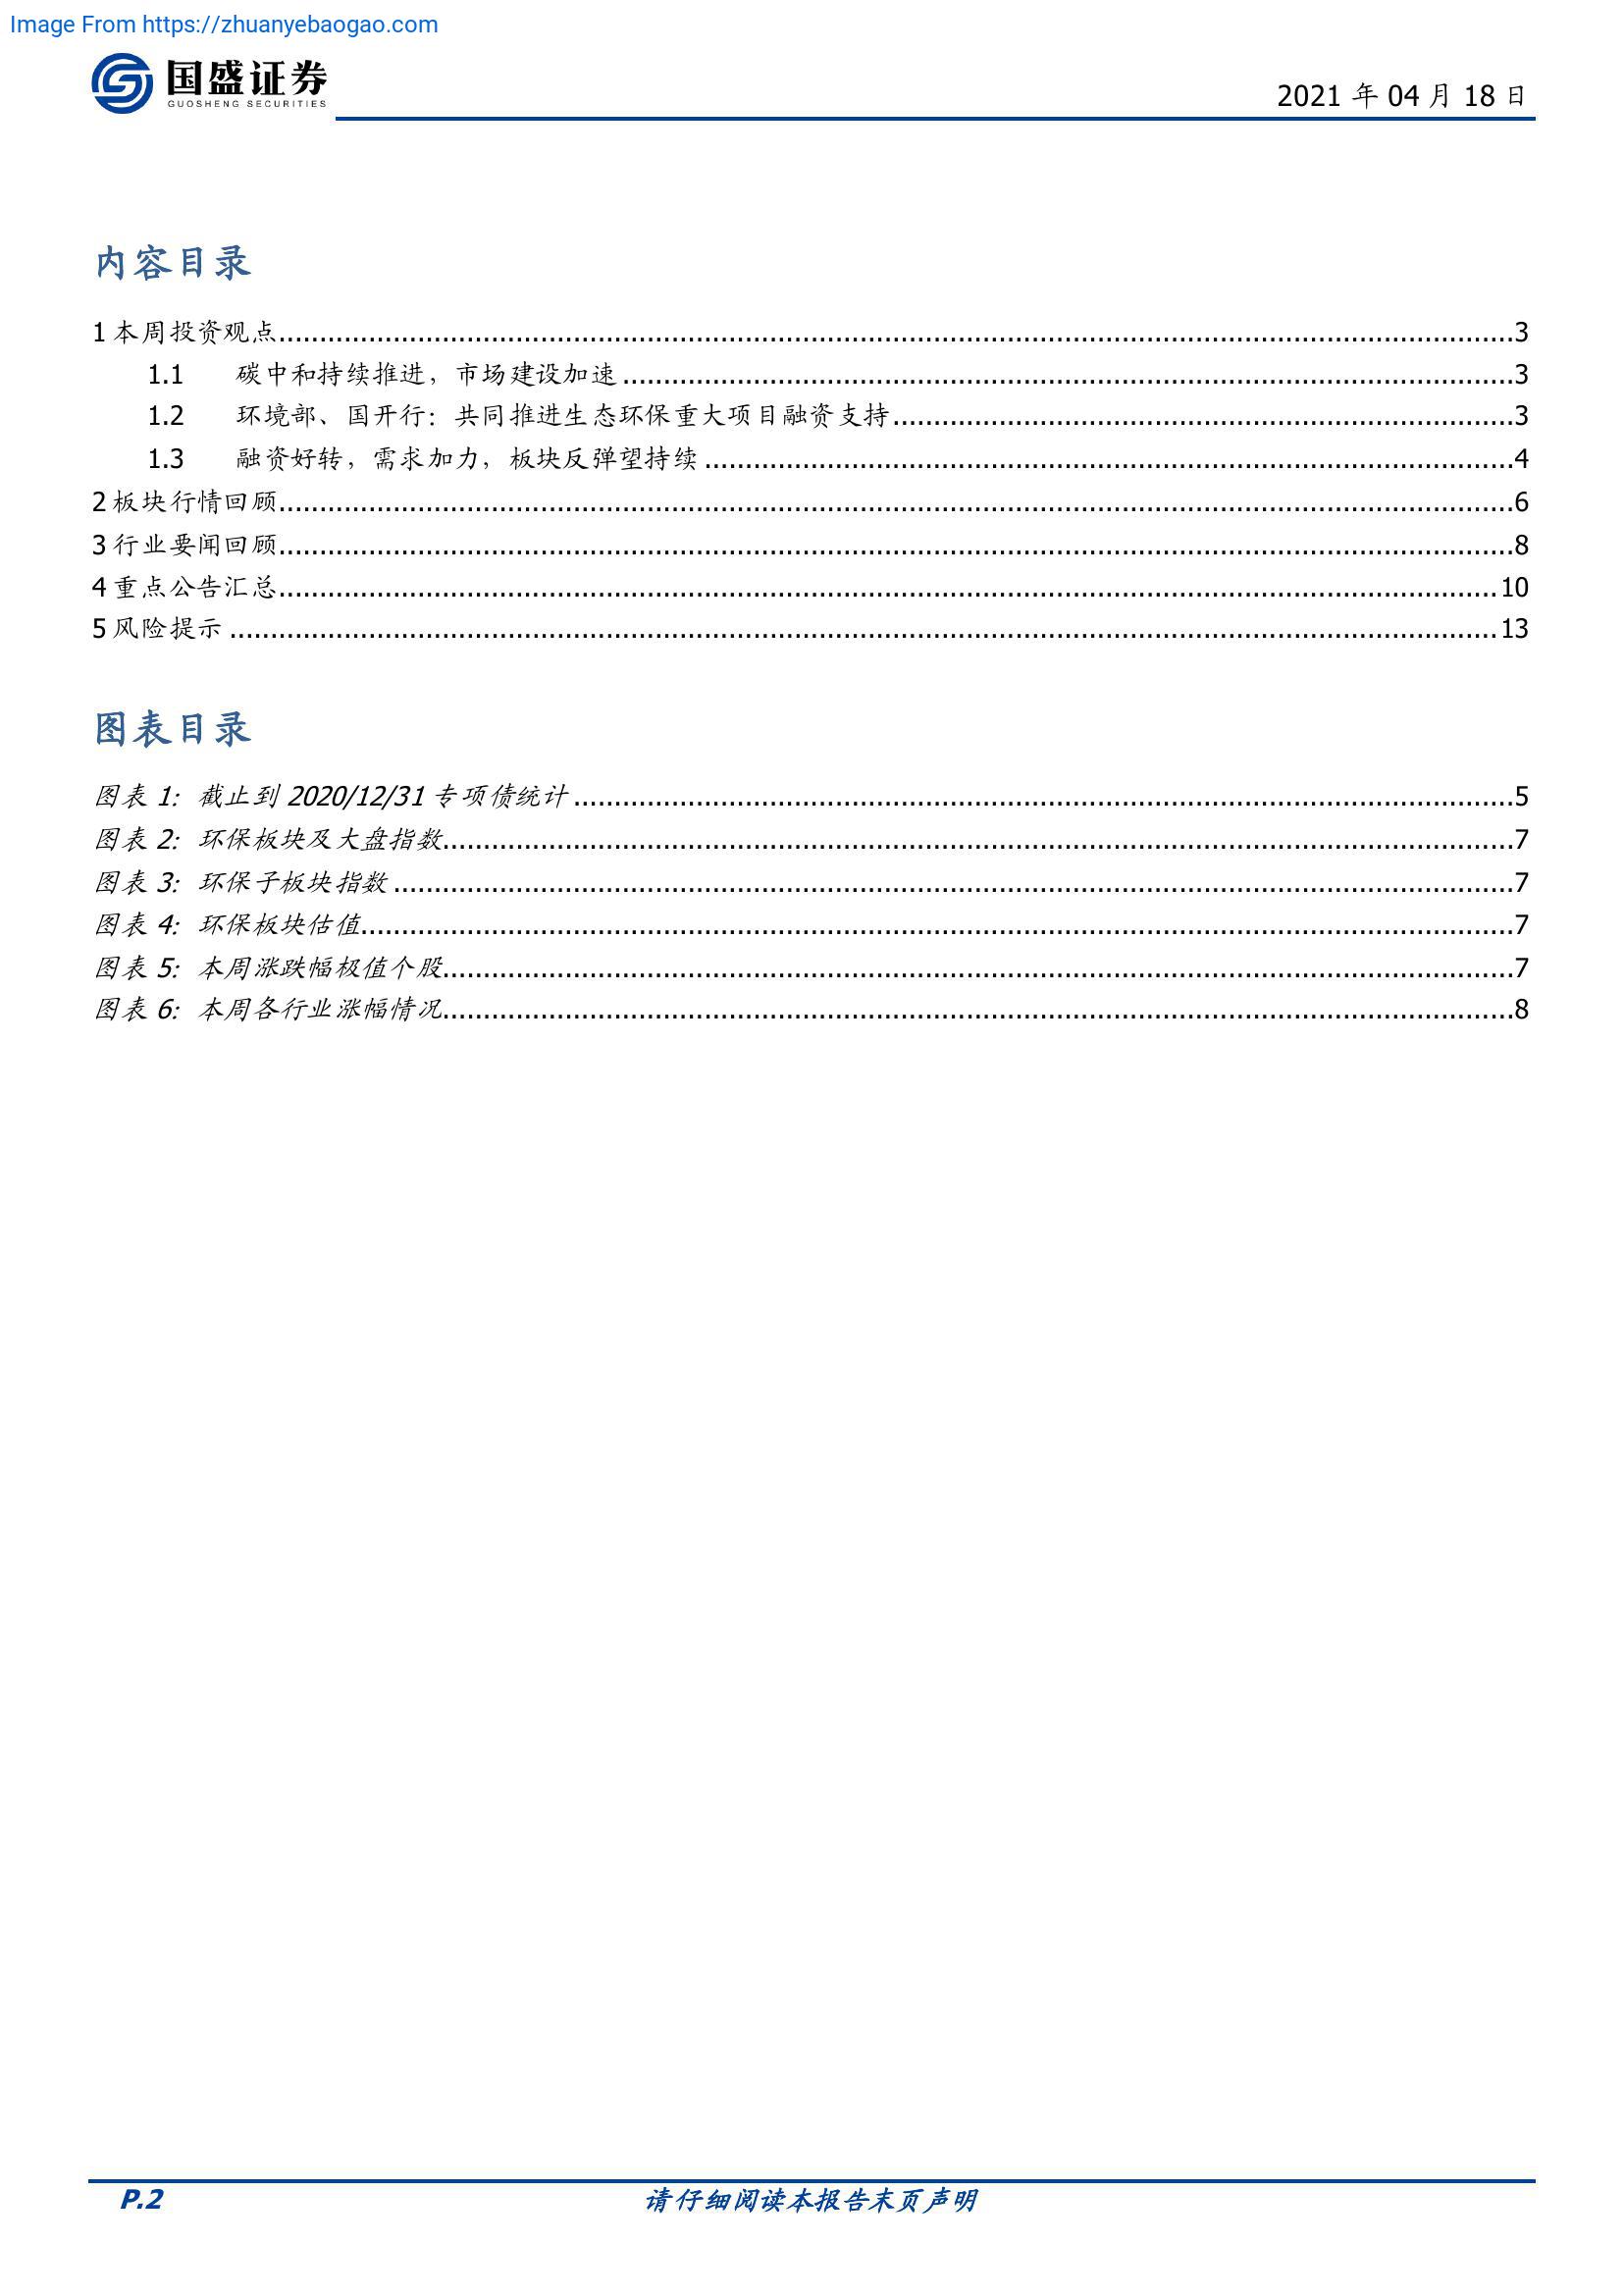 Image From https://zhuanyebaogao.com
国盛证券
GUOSHENG SECURITIES
2021 年 04 月 18 日
内容目录
1 本周投资观点 3
1.1 碳中和持续推进，市场建设加速 3
1.2 环境部、国开行：共同推进生态环保重大项目融资支持 3
1.3 融资好转，需求加力，板块反弹望持续 4
2 板块行情回顾 6
3 行业要闻回顾 8
4 重点公告汇总 10
5 风险提示 13
图表目录
图表 1：截止到 2020/12/31 专项债统计 5
图表 2：环保板块及大盘指数 7
图表 3：环保子板块指数 7
图表 4：环保板块估值 7
图表 5：本周涨跌幅极值个股 7
图表 6：本周各行业涨幅情况 8
P.2 请仔细阅读本报告末页声明